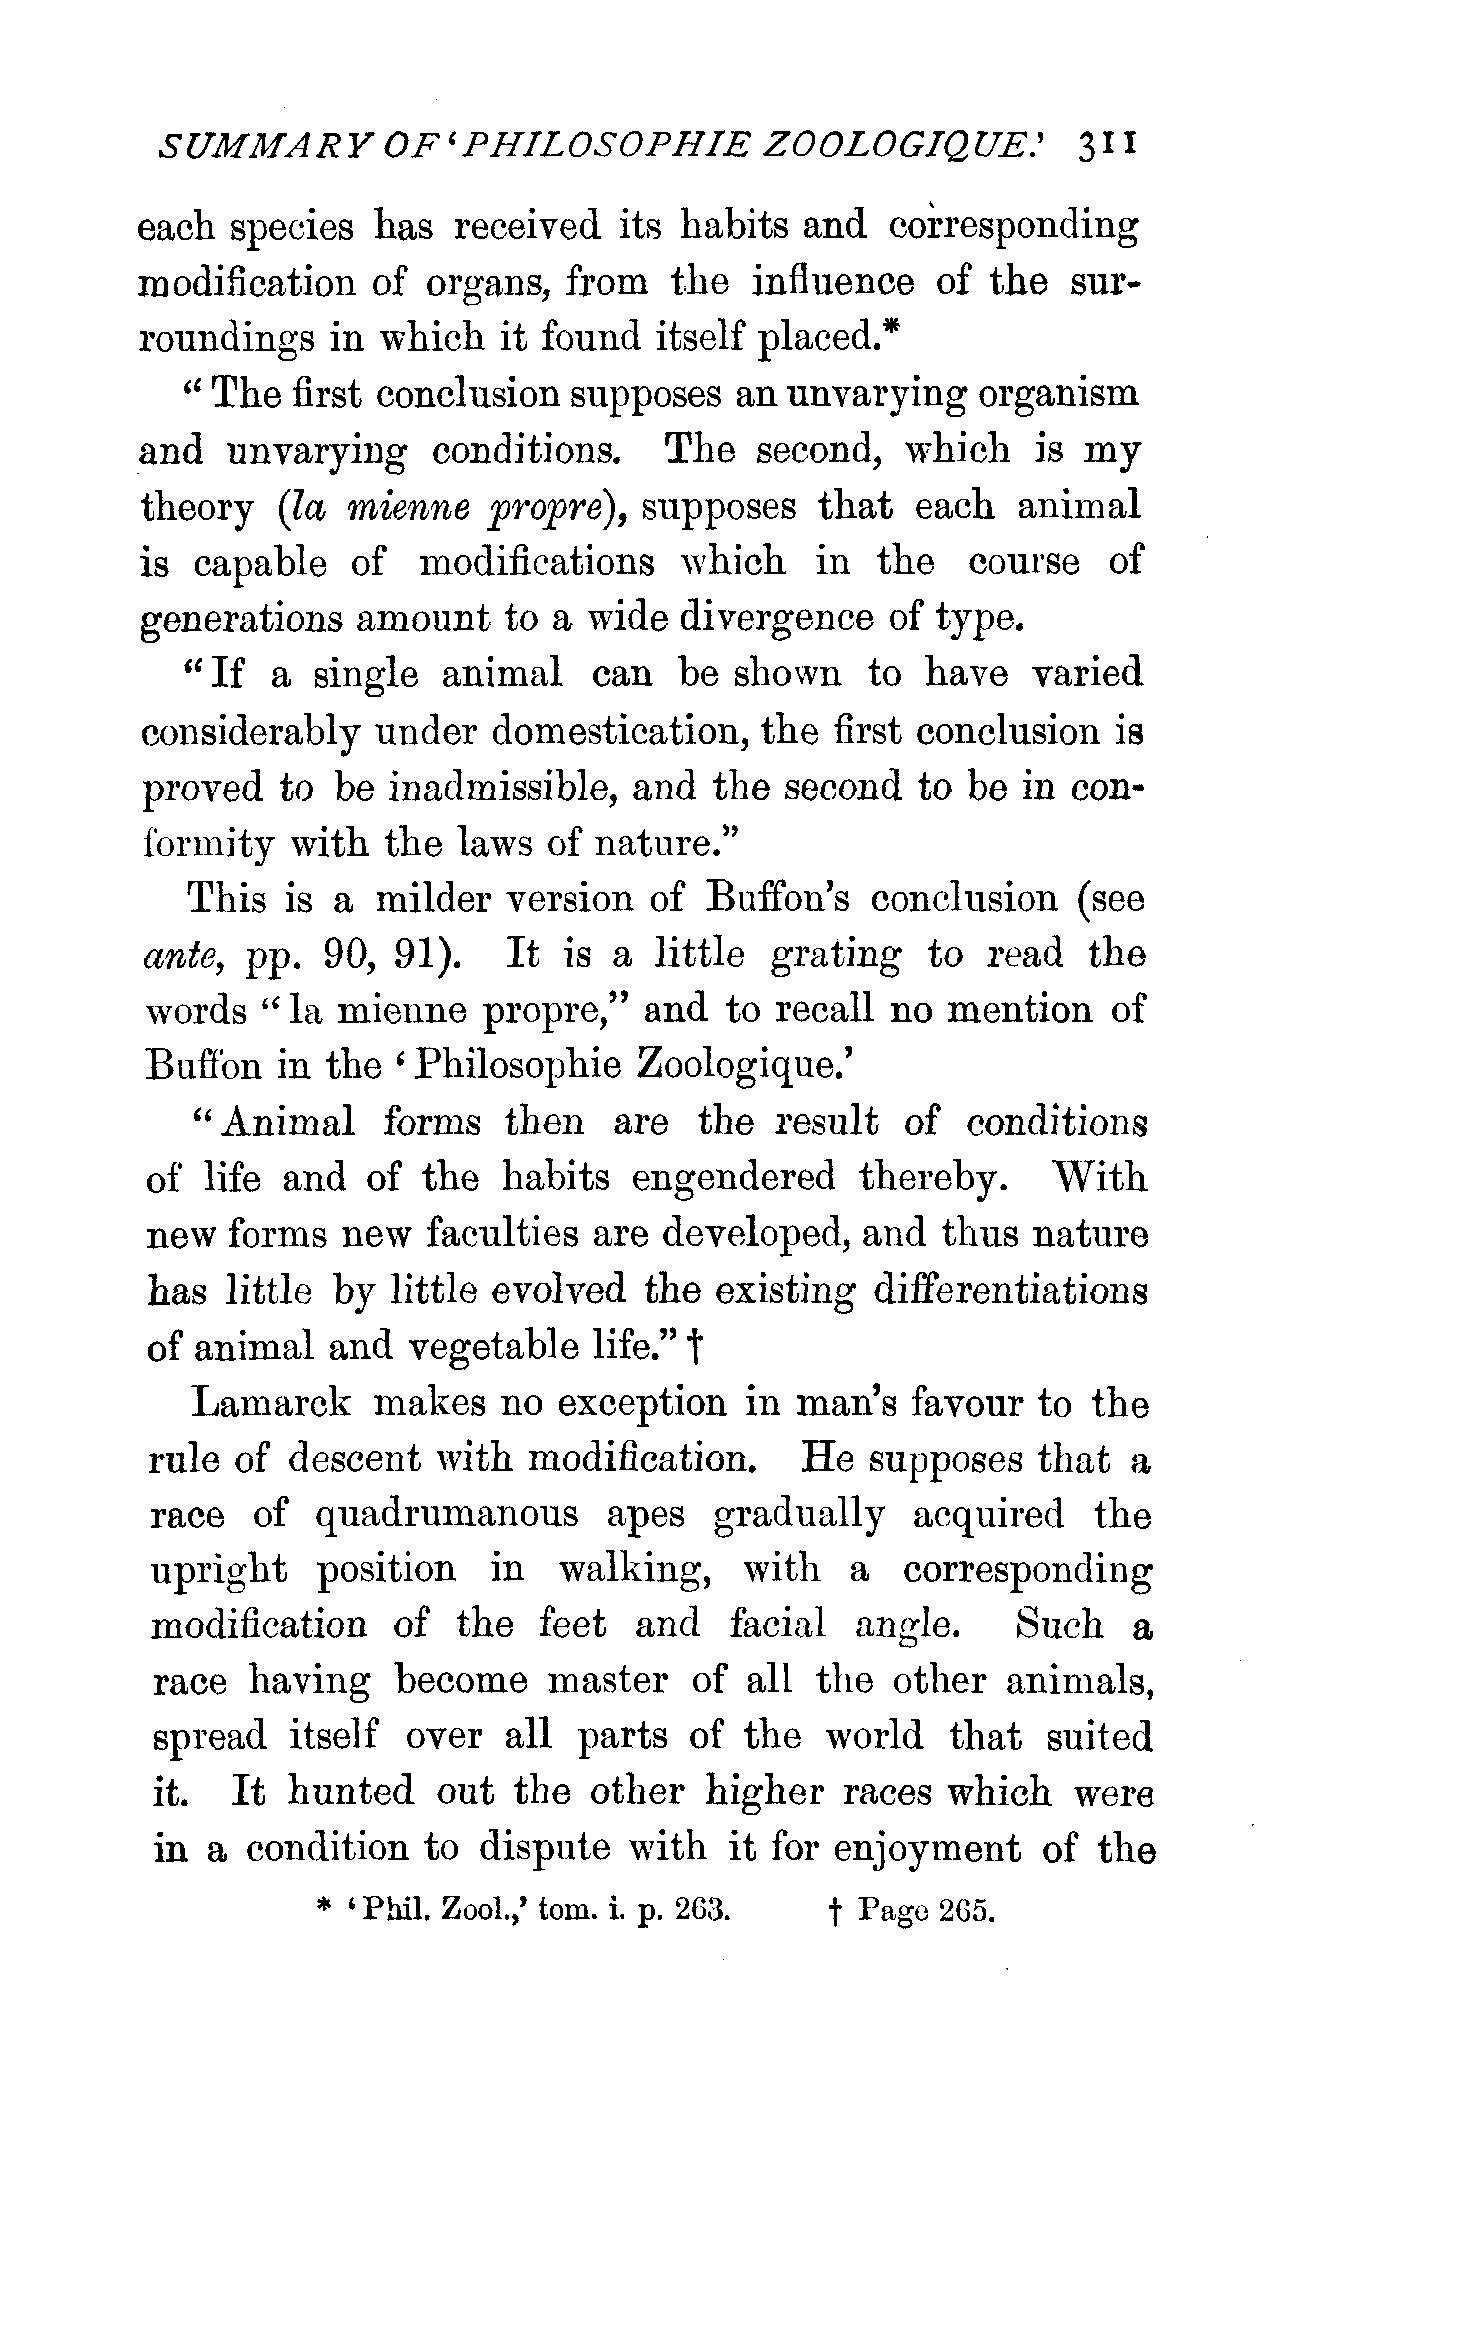 SUMMARY OF 'PHILOSOPHIE ZOOLOGIQUE.' 311
each species has received its habits and corresponding
modification of organs, from the influence of the sur-
roundings in which it found itself placed.*
"The first conclusion supposes an unvarying organism
and unvarying conditions. The second, which is my
theory (la mienne propre), supposes that each animal
is capable of modifications which in the course of
generations amount to a wide divergence of type.
"If a single animal can be shown to have varied
considerably under domestication, the first conclusion is
proved to be inadmissible, and the second to be in con-
formity with the laws of nature."
This is a milder version of Buffon's conclusion (see
ante, pp. 90, 91). It is a little grating to read the
words "la mienne propre," and to recall no mention of
Buffon in the 'Philosophie Zoologique.'
"Animal forms then are the result of conditions
of life and of the habits engendered thereby. With
new forms new faculties are developed, and thus nature
has little by little evolved the existing differentiations
of animal and vegetable life." †
Lamarck makes no exception in man's favour to the
rule of descent with modification. He supposes that a
race of quadrumanous apes gradually acquired the
upright position in walking, with a corresponding
modification of the feet and facial angle. Such a
race having become master of all the other animals,
spread itself over all parts of the world that suited
it. It hunted out the other higher races which were
in a condition to dispute with it for enjoyment of the
* 'Phil. Zool.,' tom. i. p. 263. † Page 265.